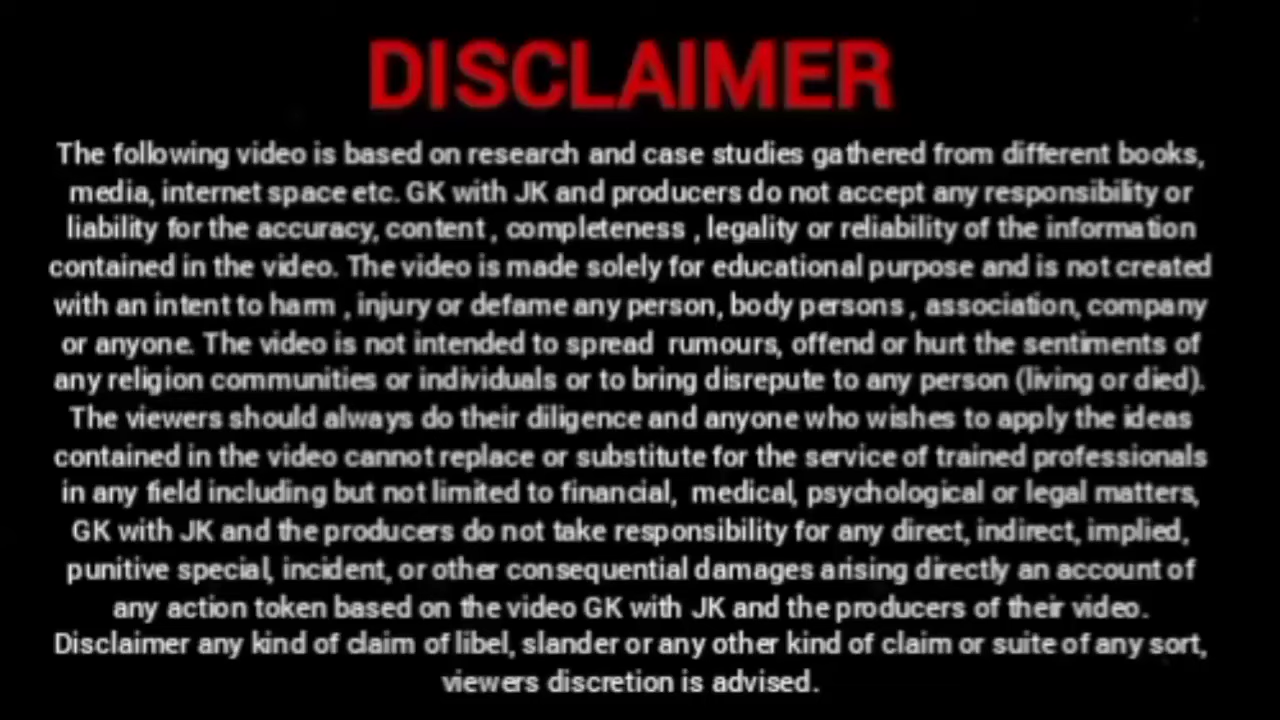 DISCLAIMER
The following video is based on research and case studies gathered from different books,
media, internet space etc. GK with JK and producers do not accept any responsibility or
liability for the accuracy, content , completeness , legality or reliability of the information
contained in the video. The video is made solely for educational purpose and is not created
with an intent to harm , injury or defame any person, body persons , association, company
or anyone. The video is not intended to spread rumours, offend or hurt the sentiments of
any religion communities or individuals or to bring disrepute to any person (living or died).
The viewers should always do their diligence and anyone who wishes to apply the ideas
contained in the video cannot replace or substitute for the service of trained professionals
in any field including but not limited to financial, medical, psychological or legal matters,
GK with JK and the producers do not take responsibility for any direct, indirect, implied,
punitive special, incident, or other consequential damages arising directly an account of
any action token based on the video GK with JK and the producers of their video.
Disclaimer any kind of claim of libel, slander or any other kind of claim or suite of any sort,
viewers discretion is advised.